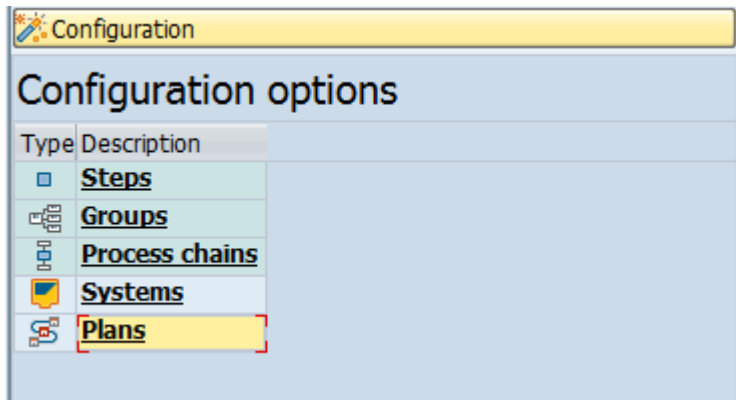 Configuration
Configuration options
Type Description
Steps
Groups
Process chains
Systems
Plans